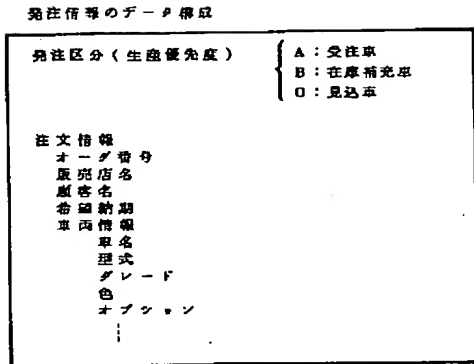 発注情報のデータ構成
発注区分(生産優先度)
A:受注車
B:在庫補充車
O:見込車
注文情報
オーダ番号
販売店名
顧客名
希望納期
車両情報
車名
型式
グレード
色
オプション